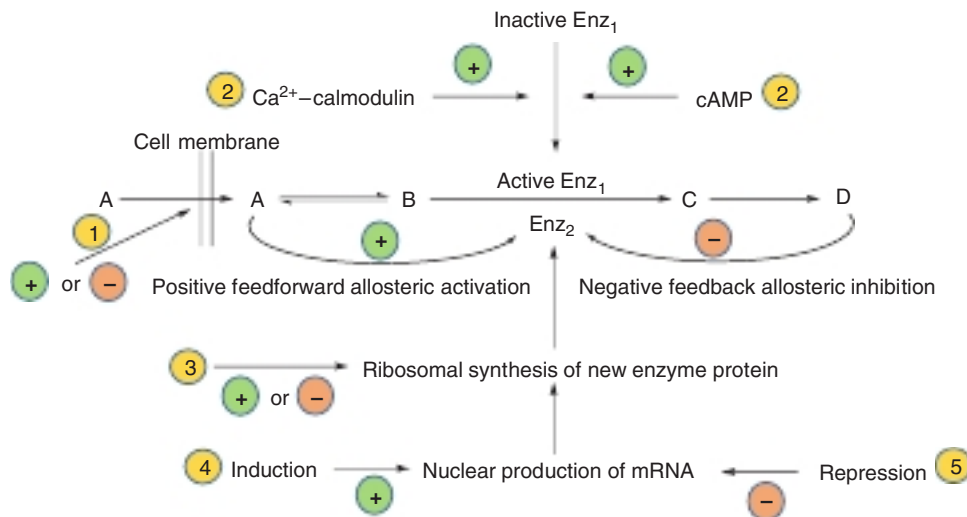 Inactive Enz₁
+ +
2 Ca²⁺–calmodulin cAMP 2
Cell membrane
A A B Active Enz₁ C D
Enz₂
1 + –
+ or – Positive feedforward allosteric activation Negative feedback allosteric inhibition
3 Ribosomal synthesis of new enzyme protein
+ or –
4 Induction Nuclear production of mRNA Repression 5
+ –